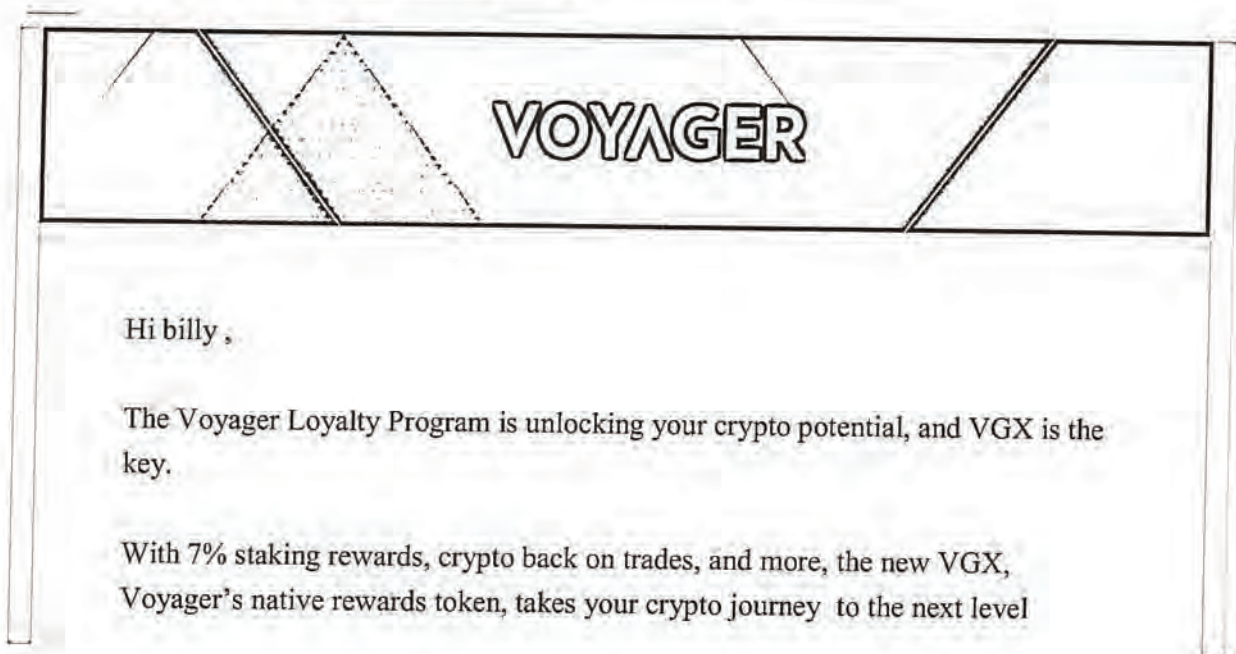 VOYAGER
Hi billy ,
The Voyager Loyalty Program is unlocking your crypto potential, and VGX is the
key.
With 7% staking rewards, crypto back on trades, and more, the new VGX,
Voyager’s native rewards token, takes your crypto journey to the next level